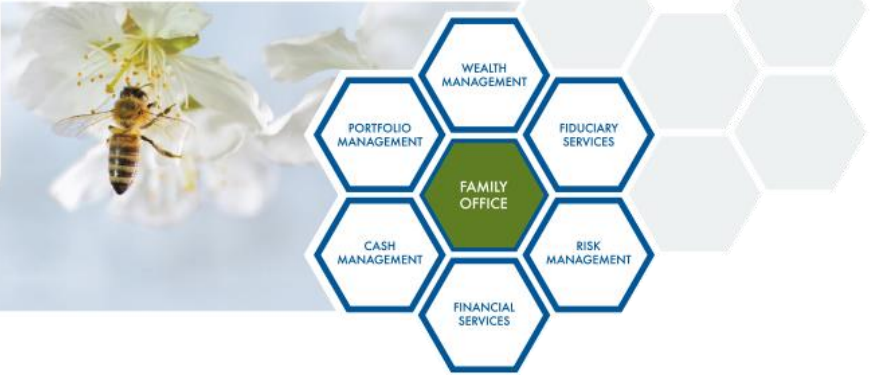 WEALTH
MANAGEMENT
PORTFOLIO
MANAGEMENT
FIDUCIARY
SERVICES
FAMILY
OFFICE
CASH
MANAGEMENT
RISK
MANAGEMENT
FINANCIAL
SERVICES